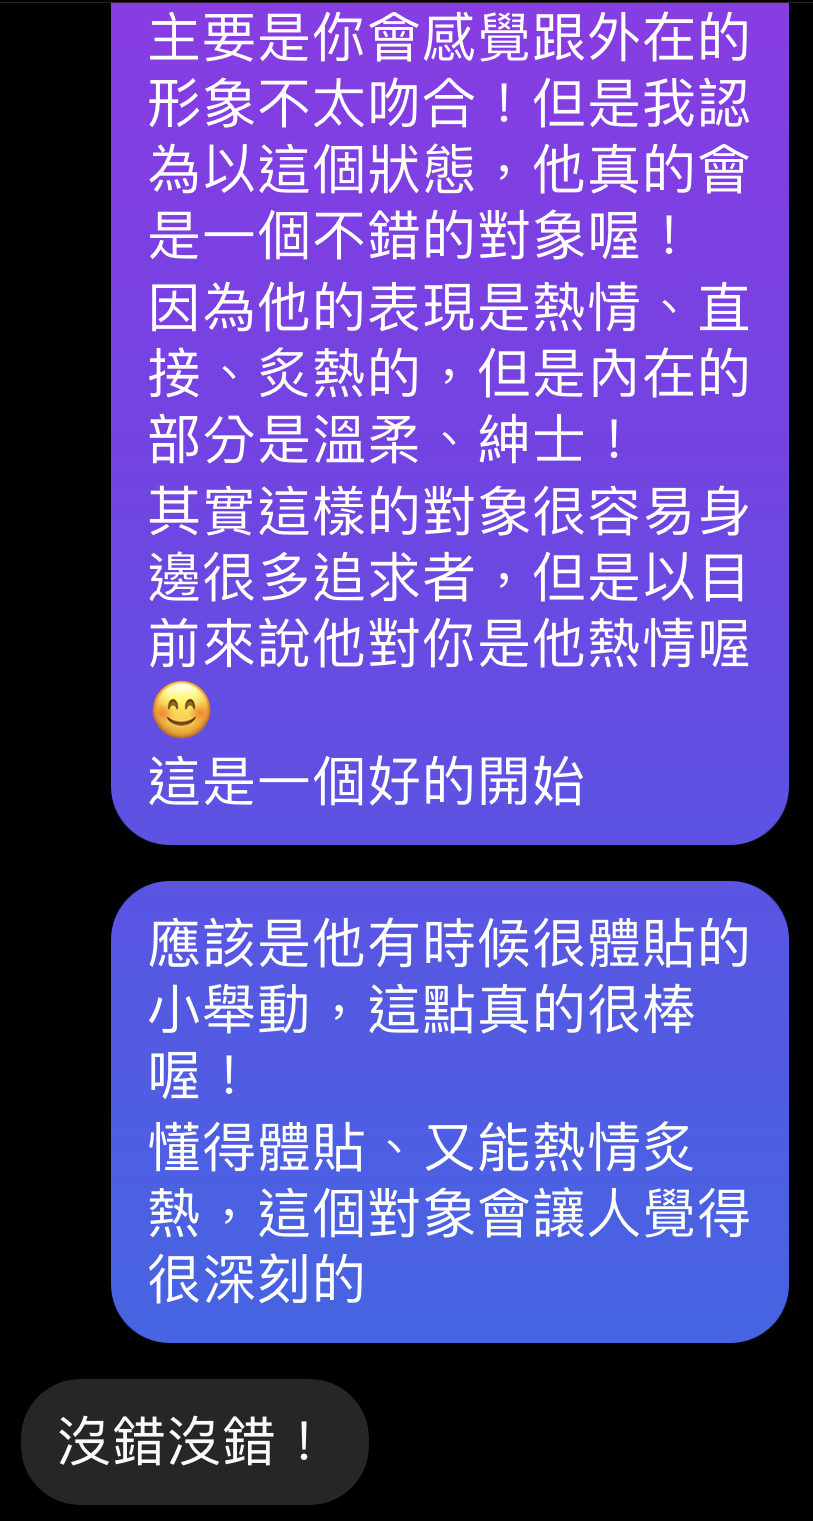 主要是你會感覺跟外在的
形象不太吻合！但是我認
為以這個狀態，他真的會
是一個不錯的對象喔！
因為他的表現是熱情、直
接、炙熱的，但是內在的
部分是溫柔、紳士！
其實這樣的對象很容易身
邊很多追求者，但是以目
前來說他對你是他熱情喔
😊
這是一個好的開始
應該是他有時候很體貼的
小舉動，這點真的很棒
喔！
懂得體貼、又能熱情炙
熱，這個對象會讓人覺得
很深刻的
沒錯沒錯！